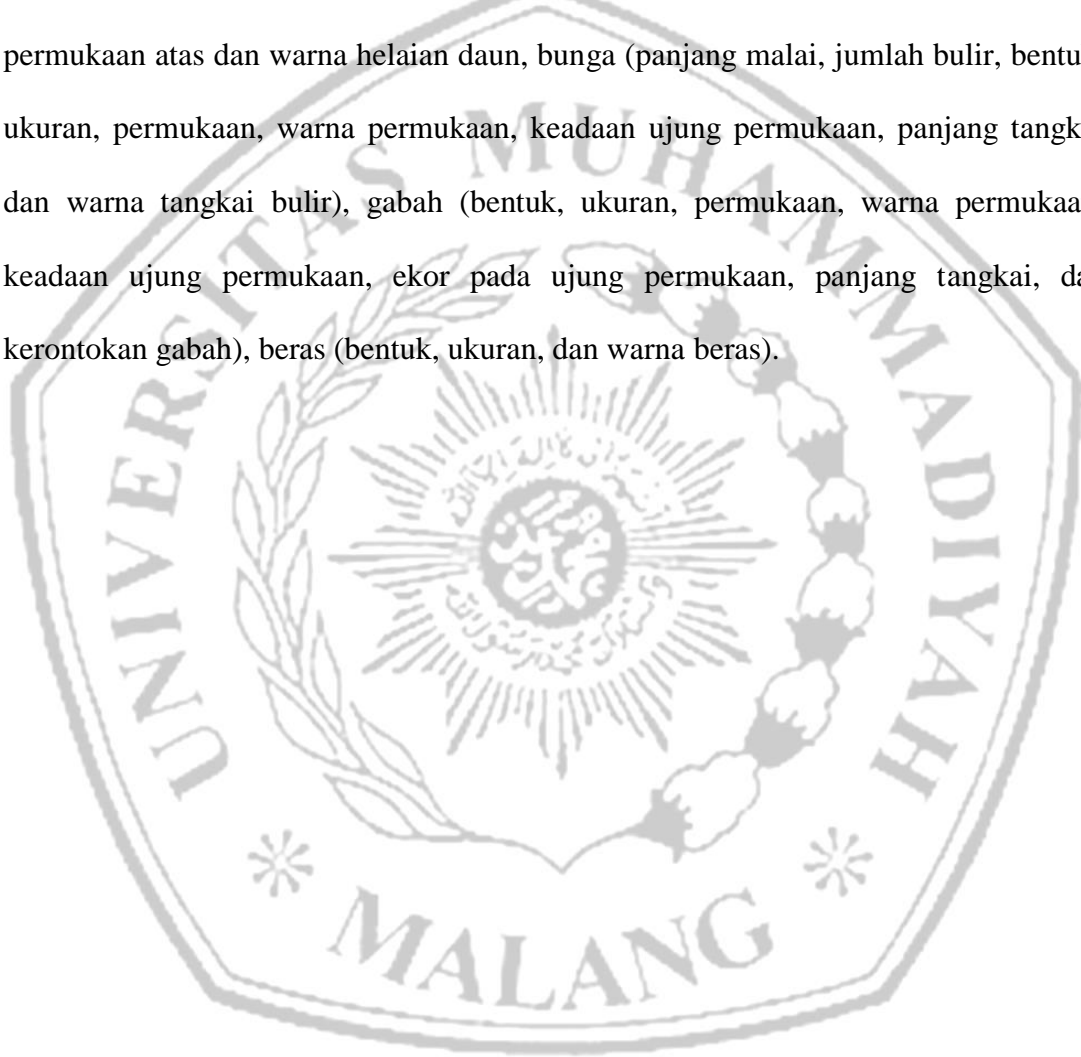 permukaan atas dan warna helaian daun, bunga (panjang malai, jumlah bulir, bentu
ukuran, permukaan, warna permukaan, keadaan ujung permukaan, panjang tangk
dan warna tangkai bulir), gabah (bentuk, ukuran, permukaan, warna permukaa
keadaan ujung permukaan, ekor pada ujung permukaan, panjang tangkai, da
kerontokan gabah), beras (bentuk, ukuran, dan warna beras).
UNIVERSITAS MUHAMMADIYAH
MALANG